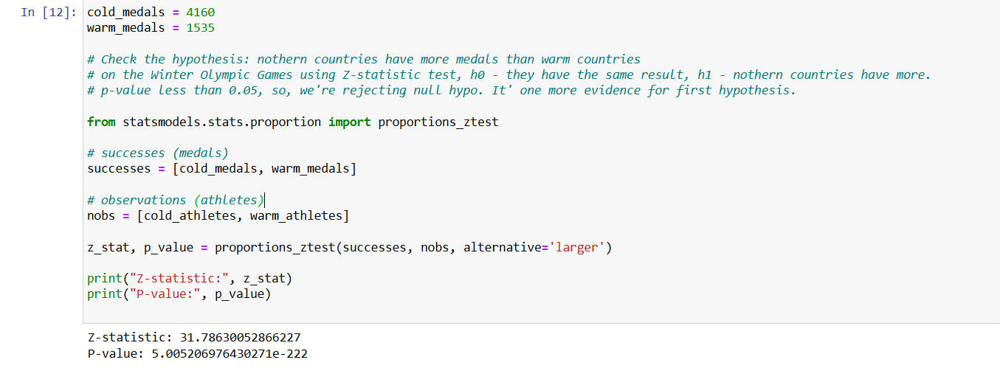 In [12]: cold_medals = 4160
warm_medals = 1535
# Check the hypothesis: nothern countries have more medals than warm countries
# on the Winter Olympic Games using Z-statistic test, h0 - they have the same result, h1 - nothern countries have more.
# p-value less than 0.05, so, we're rejecting null hypo. It' one more evidence for first hypothesis.
from statsmodels.stats.proportion import proportions_ztest
# successes (medals)
successes = [cold_medals, warm_medals]
# observations (athletes)
nobs = [cold_athletes, warm_athletes]
z_stat, p_value = proportions_ztest(successes, nobs, alternative='larger')
print("Z-statistic:", z_stat)
print("P-value:", p_value)
Z-statistic: 31.78630052866227
P-value: 5.005206976430271e-222